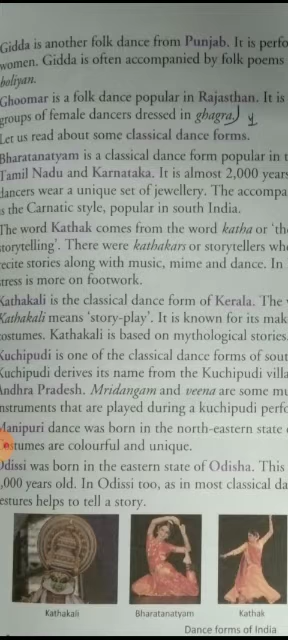 Gidda is another folk dance from Punjab. It is perfo
women. Gidda is often accompanied by folk poems
boliyan.
Ghoomar is a folk dance popular in Rajasthan. It is
groups of female dancers dressed in ghagra
Let us read about some classical dance forms.
Bharatanatyam is a classical dance form popular in t
Tamil Nadu and Karnataka. It is almost 2,000 years
dancers wear a unique set of jewellery. The accompa
is the Carnatic style, popular in south India.
The word Kathak comes from the word katha or 'the
storytelling'. There were kathakars or storytellers who
recite stories along with music, mime and dance. In
stress is more on footwork.
Kathakali is the classical dance form of Kerala. The
Kathakali means 'story-play'. It is known for its mak
costumes. Kathakali is based on mythological stories.
Kuchipudi is one of the classical dance forms of sout
Kuchipudi derives its name from the Kuchipudi villa
Andhra Pradesh. Mridangam and veena are some mu
nstruments that are played during a kuchipudi perfo
Manipuri dance was born in the north-eastern state
ostumes are colourful and unique.
Odissi was born in the eastern state of Odisha. This
,000 years old. In Odissi too, as in most classical da
estures helps to tell a story.
Kathakali
Bharatanatyam
Kathak
Dance forms of India